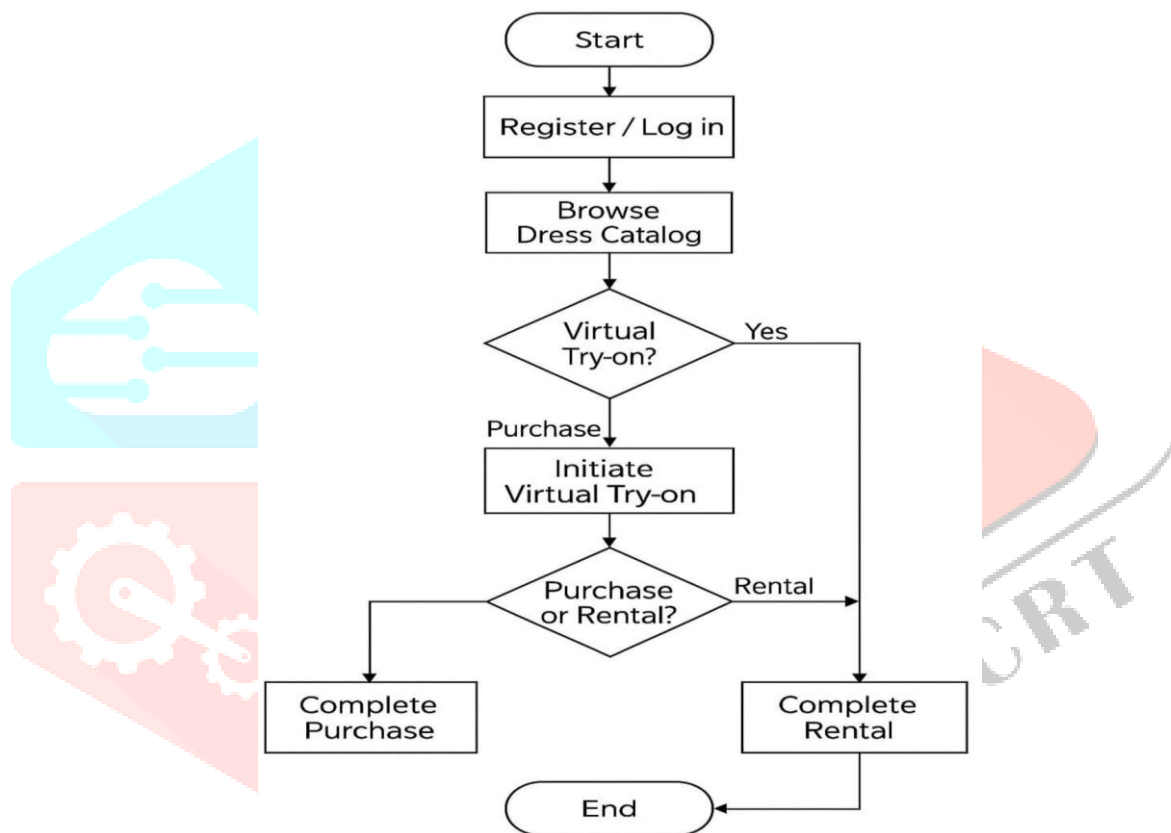 Start
Register / Log in
Browse
Dress Catalog
Virtual
Try-on?
Yes
Purchase
Initiate
Virtual Try-on
Purchase
or Rental?
Rental
Complete
Purchase
Complete
Rental
End
CRT